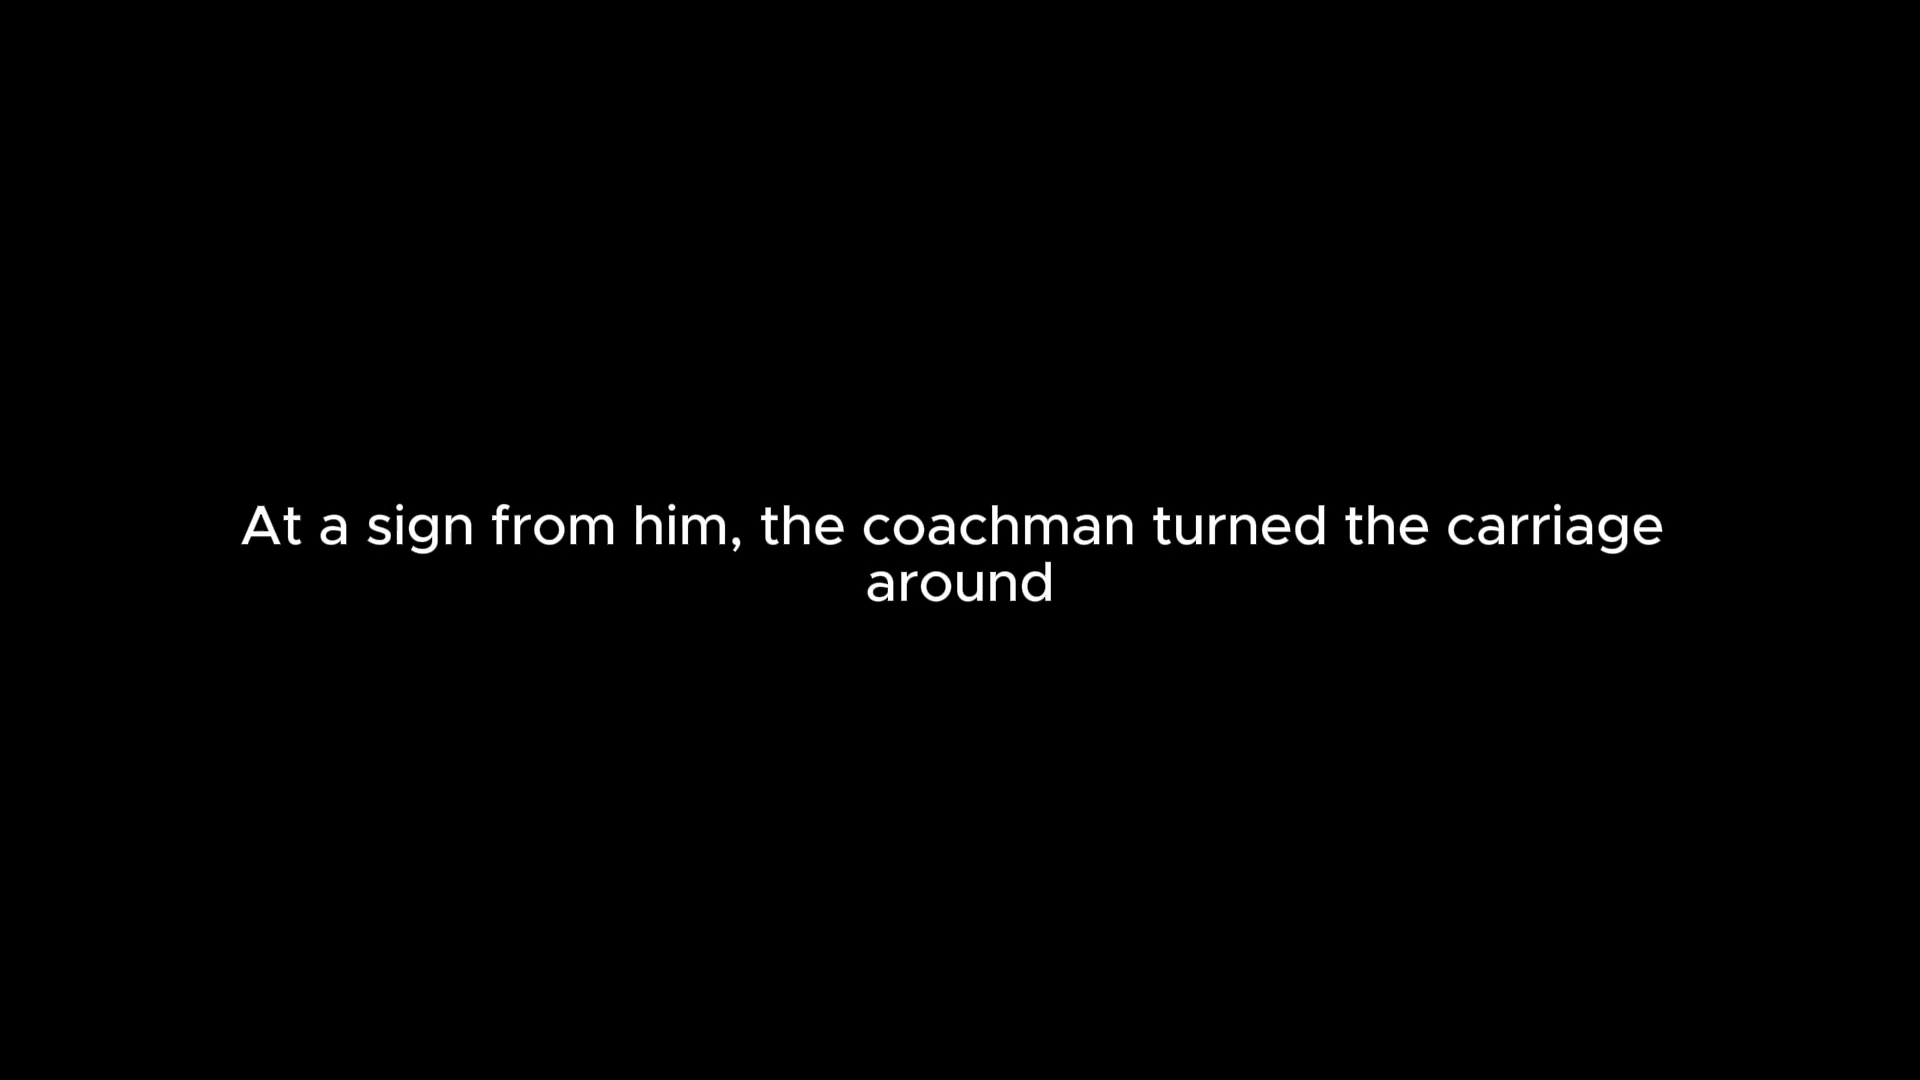 At a sign from him, the coachman turned the carriage
around